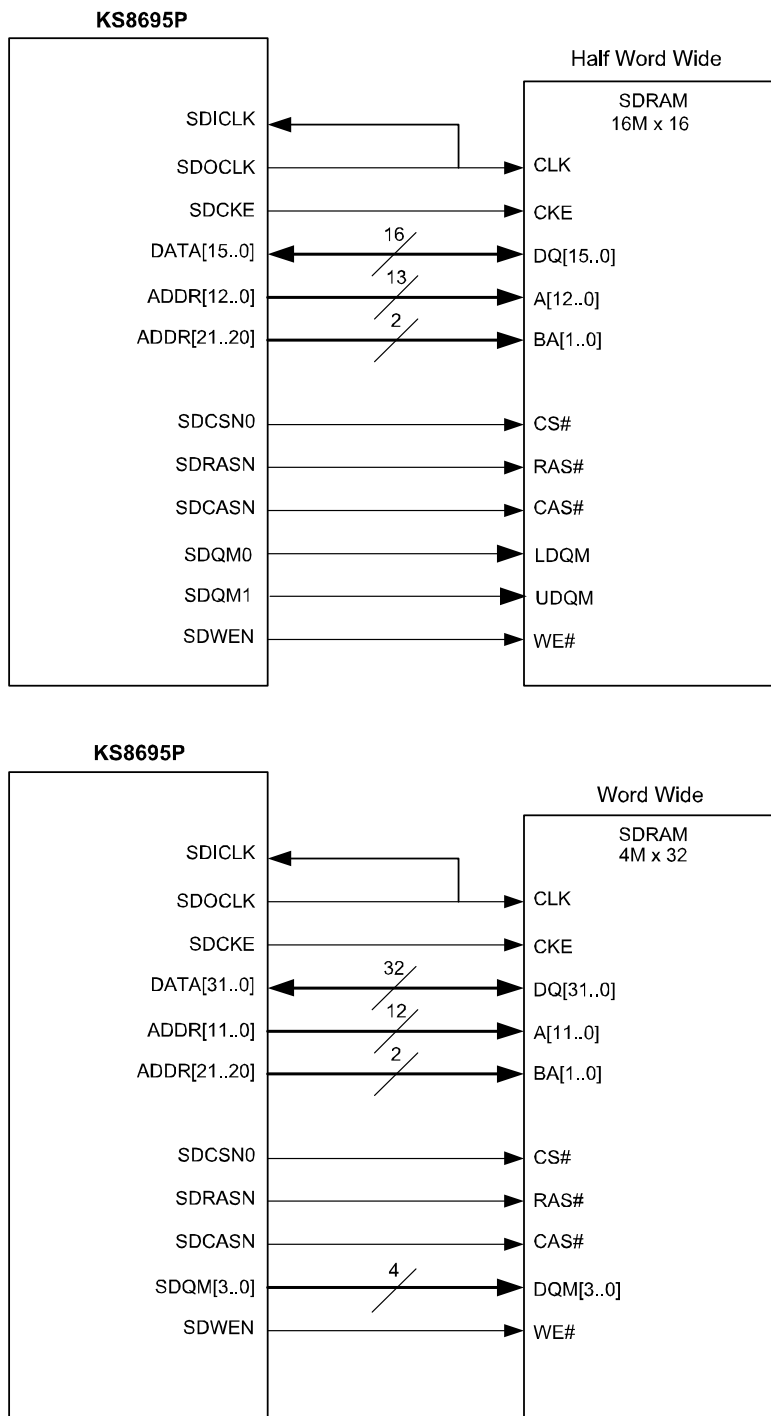 KS8695P
Half Word Wide
SDRAM
16M x 16
SDICLK
SDOCLK CLK
SDCKE CKE
DATA[15..0] 16 DQ[15..0]
ADDR[12..0] 13 A[12..0]
ADDR[21..20] 2 BA[1..0]
SDCSN0 CS#
SDRASN RAS#
SDCASN CAS#
SDQM0 LDQM
SDQM1 UDQM
SDWEN WE#
KS8695P
Word Wide
SDRAM
4M x 32
SDICLK
SDOCLK CLK
SDCKE CKE
DATA[31..0] 32 DQ[31..0]
ADDR[11..0] 12 A[11..0]
ADDR[21..20] 2 BA[1..0]
SDCSN0 CS#
SDRASN RAS#
SDCASN CAS#
SDQM[3..0] 4 DQM[3..0]
SDWEN WE#